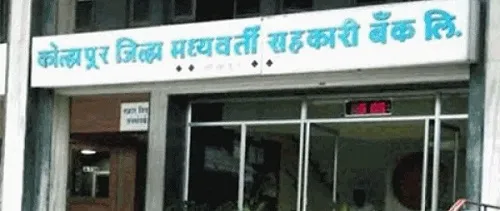 कोल्हापूर जिल्हा मध्यवर्ती सहकारी बँक लि.